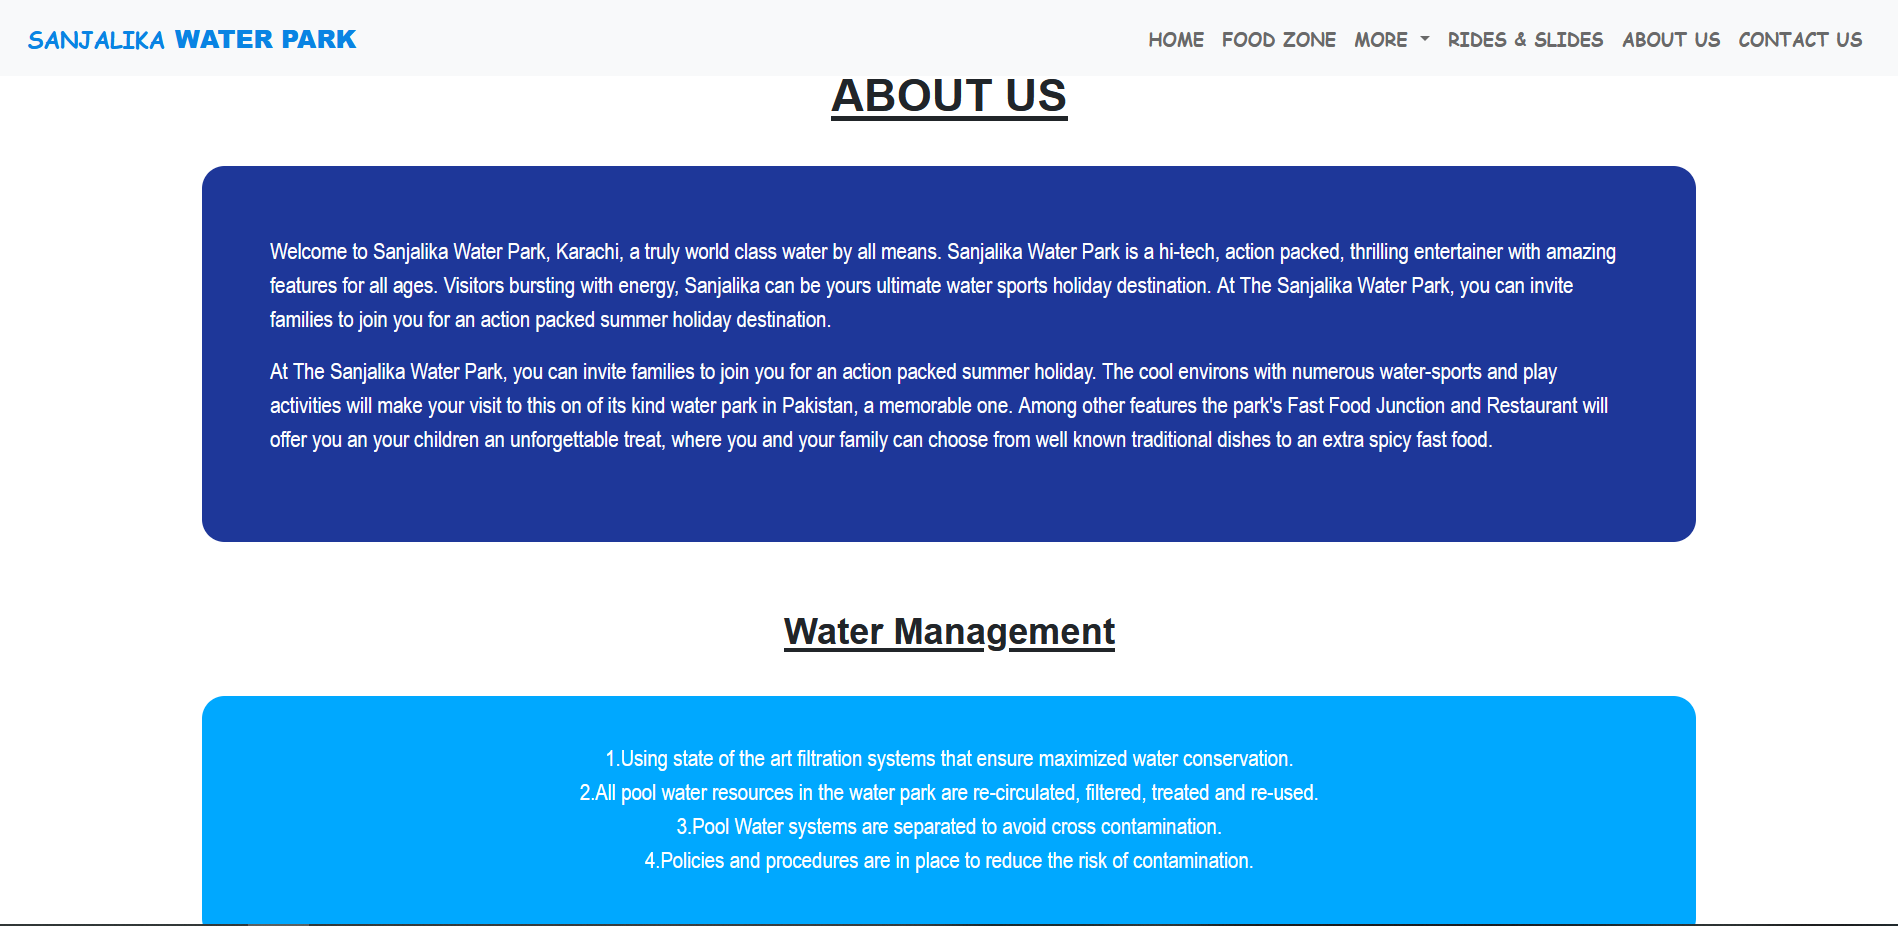 SANJALIKA WATER PARK
HOME FOOD ZONE MORE RIDES & SLIDES ABOUT US CONTACT US
ABOUT US
Welcome to Sanjalika Water Park, Karachi, a truly world class water by all means. Sanjalika Water Park is a hi-tech, action packed, thrilling entertainer with amazing
features for all ages. Visitors bursting with energy, Sanjalika can be yours ultimate water sports holiday destination. At The Sanjalika Water Park, you can invite
families to join you for an action packed summer holiday destination.
At The Sanjalika Water Park, you can invite families to join you for an action packed summer holiday. The cool environs with numerous water-sports and play
activities will make your visit to this on of its kind water park in Pakistan, a memorable one. Among other features the park's Fast Food Junction and Restaurant will
offer you an your children an unforgettable treat, where you and your family can choose from well known traditional dishes to an extra spicy fast food.
Water Management
1.Using state of the art filtration systems that ensure maximized water conservation.
2.All pool water resources in the water park are re-circulated, filtered, treated and re-used.
3.Pool Water systems are separated to avoid cross contamination.
4.Policies and procedures are in place to reduce the risk of contamination.